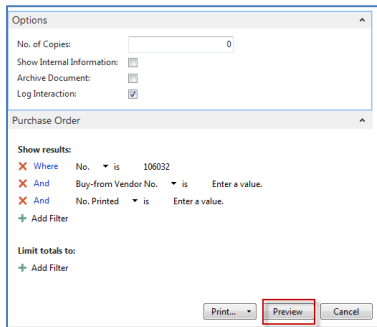 Options
No. of Copies: 0
Show Internal Information:
Archive Document:
Log Interaction:
Purchase Order
Show results:
Where No. is 106032
And Buy-from Vendor No. is Enter a value.
And No. Printed is Enter a value.
Add Filter
Limit totals to:
Add Filter
Print... Preview Cancel